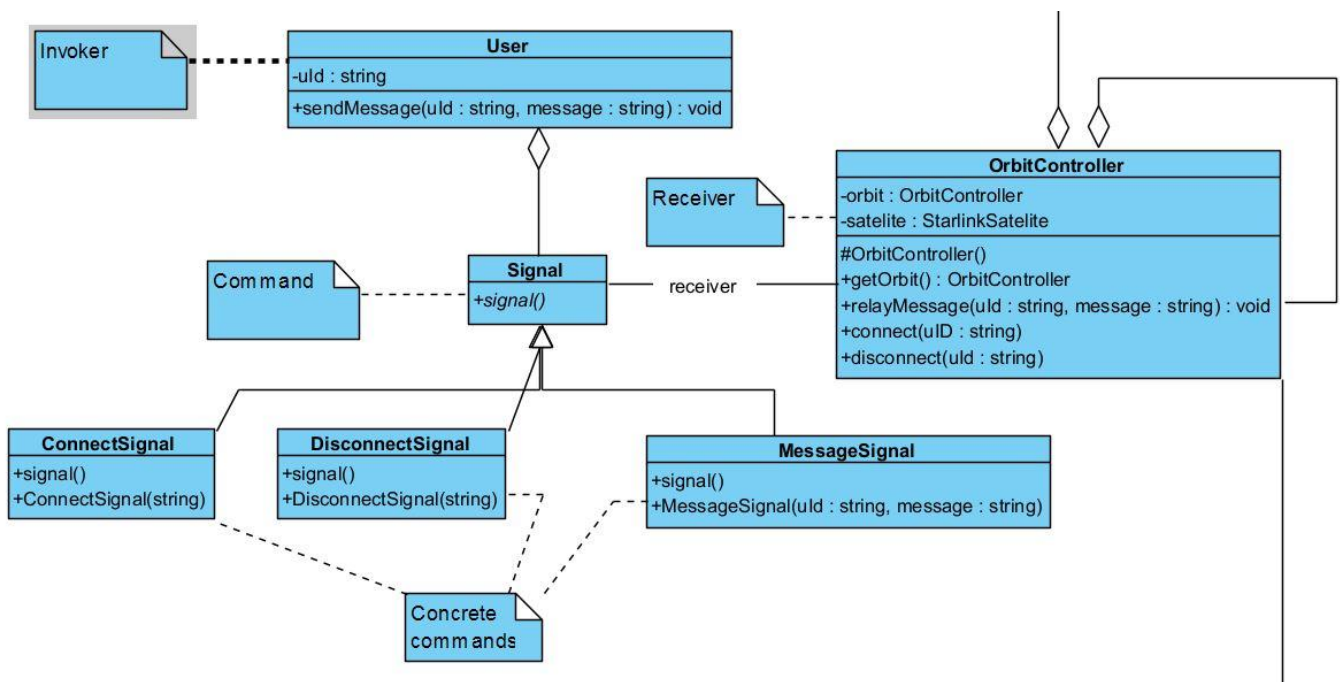 Invoker
User
-uId : string
+sendMessage(uId : string, message : string) : void
OrbitController
-orbit : OrbitController
-satelite : StarlinkSatelite
#OrbitController()
+getOrbit() : OrbitController
+relayMessage(uId : string, message : string) : void
+connect(uID : string)
+disconnect(uId : string)
Receiver
Command
Signal
+signal()
receiver
ConnectSignal
+signal()
+ConnectSignal(string)
DisconnectSignal
+signal()
+DisconnectSignal(string)
MessageSignal
+signal()
+MessageSignal(uId : string, message : string)
Concrete
commands